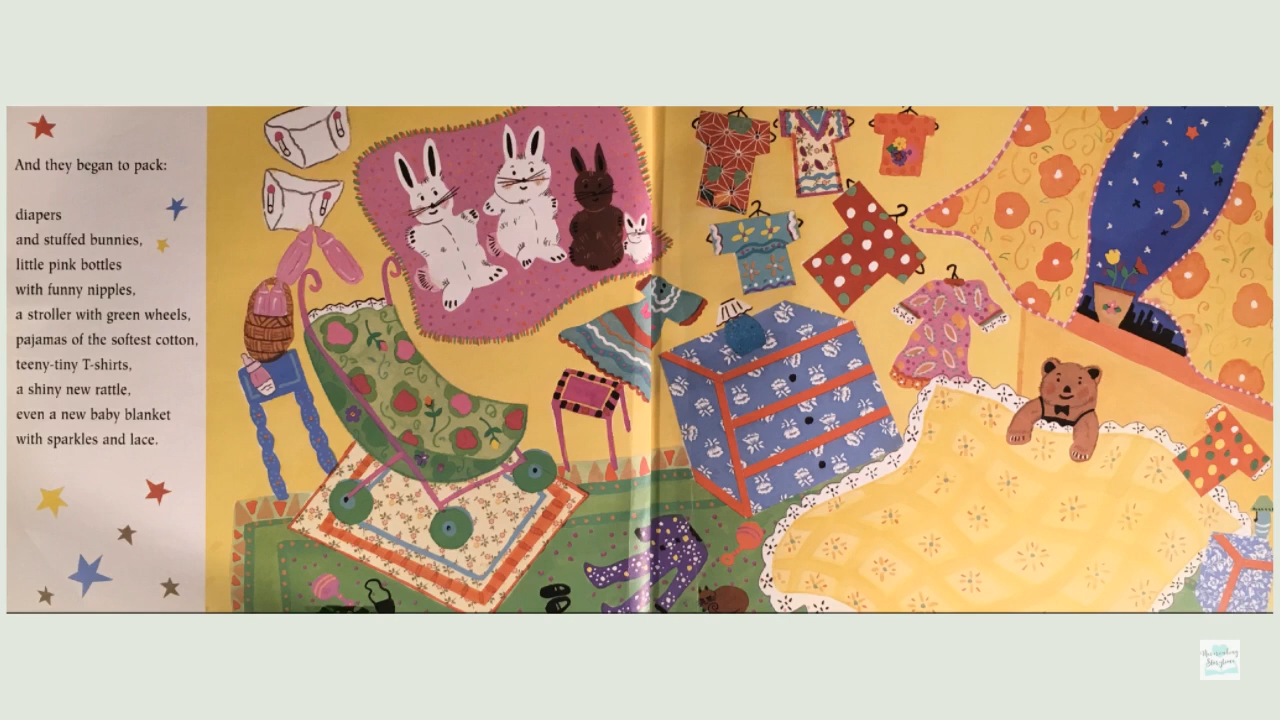 And they began to pack:
diapers
and stuffed bunnies,
little pink bottles
with funny nipples,
a stroller with green wheels,
pajamas of the softest cotton,
teeny-tiny T-shirts,
a shiny new rattle,
even a new baby blanket
with sparkles and lace.
Storytime